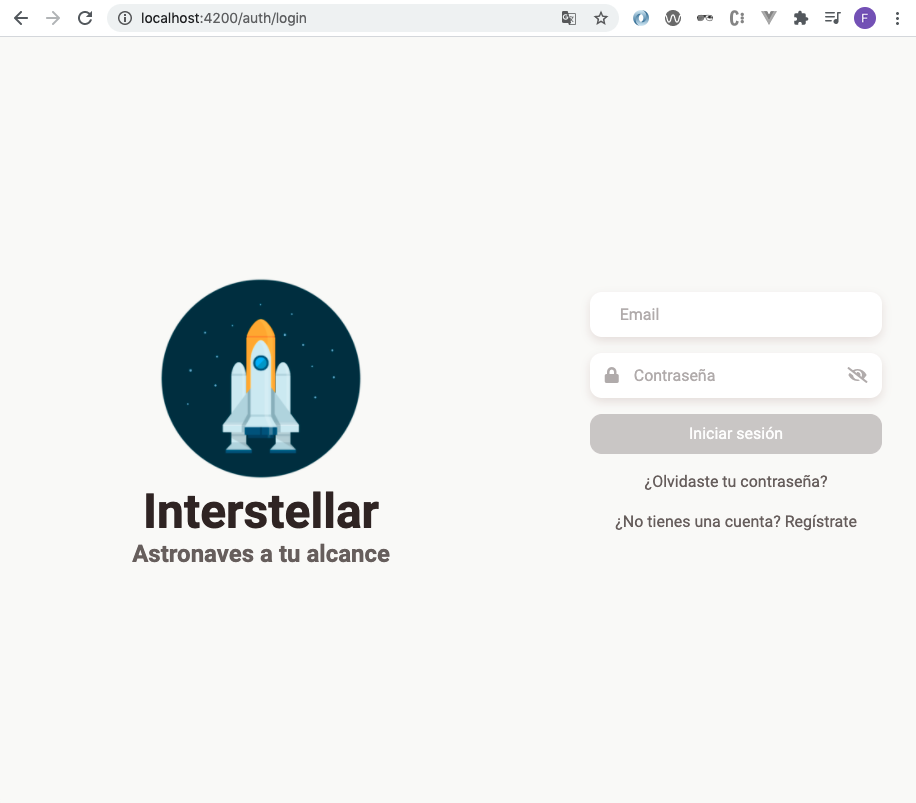 localhost:4200/auth/login
F
Email
Contraseña
Iniciar sesión
¿Olvidaste tu contraseña?
¿No tienes una cuenta? Regístrate
Interstellar
Astronaves a tu alcance